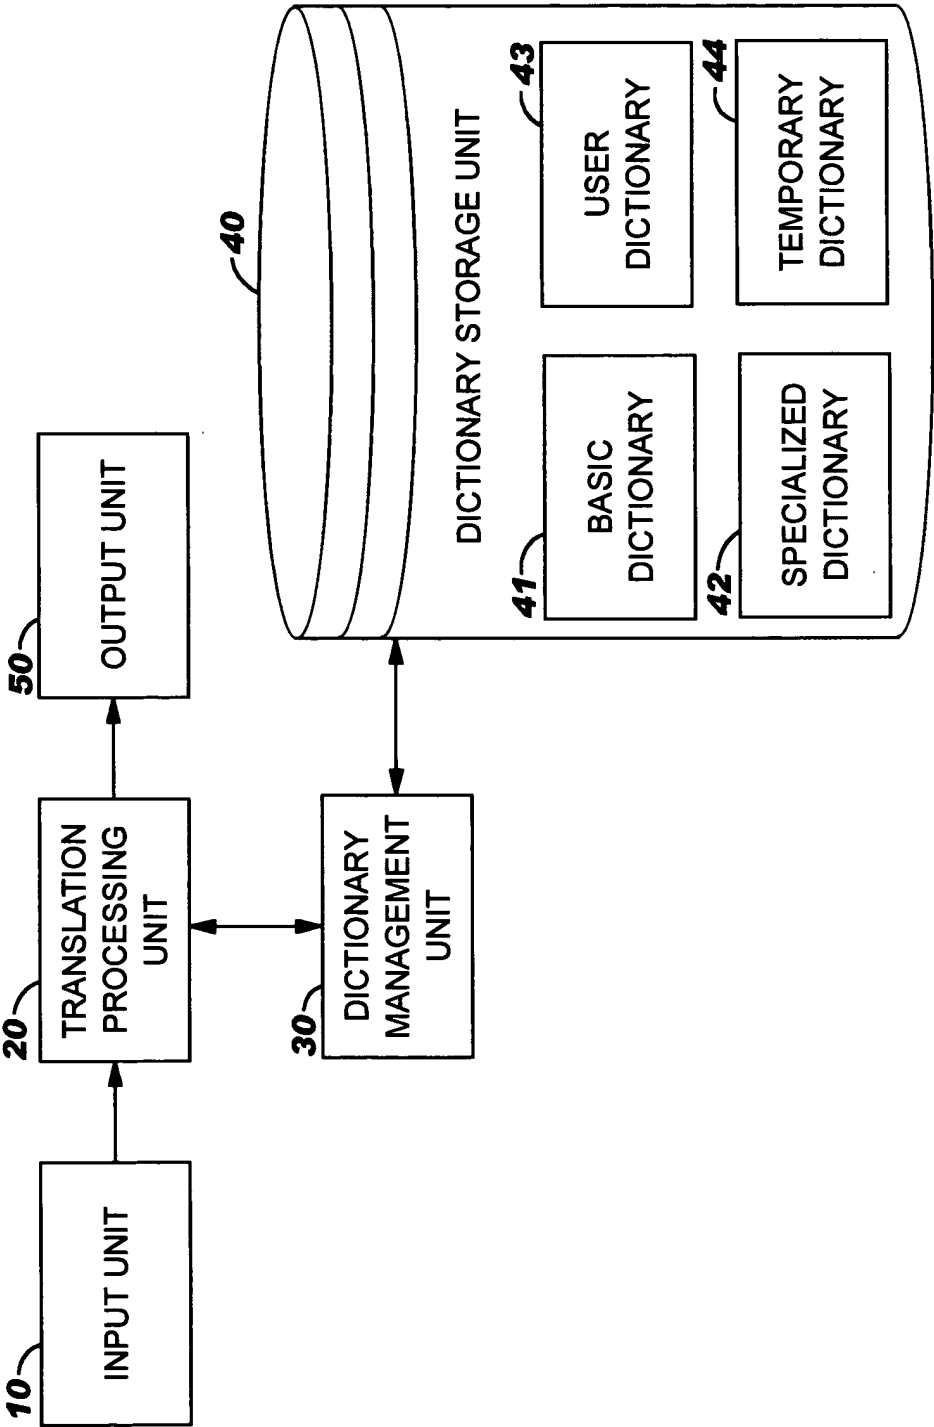 10
INPUT UNIT
20
TRANSLATION
PROCESSING
UNIT
50
OUTPUT UNIT
30
DICTIONARY
MANAGEMENT
UNIT
40
DICTIONARY STORAGE UNIT
41
BASIC
DICTIONARY
43
USER
DICTIONARY
42
SPECIALIZED
DICTIONARY
44
TEMPORARY
DICTIONARY